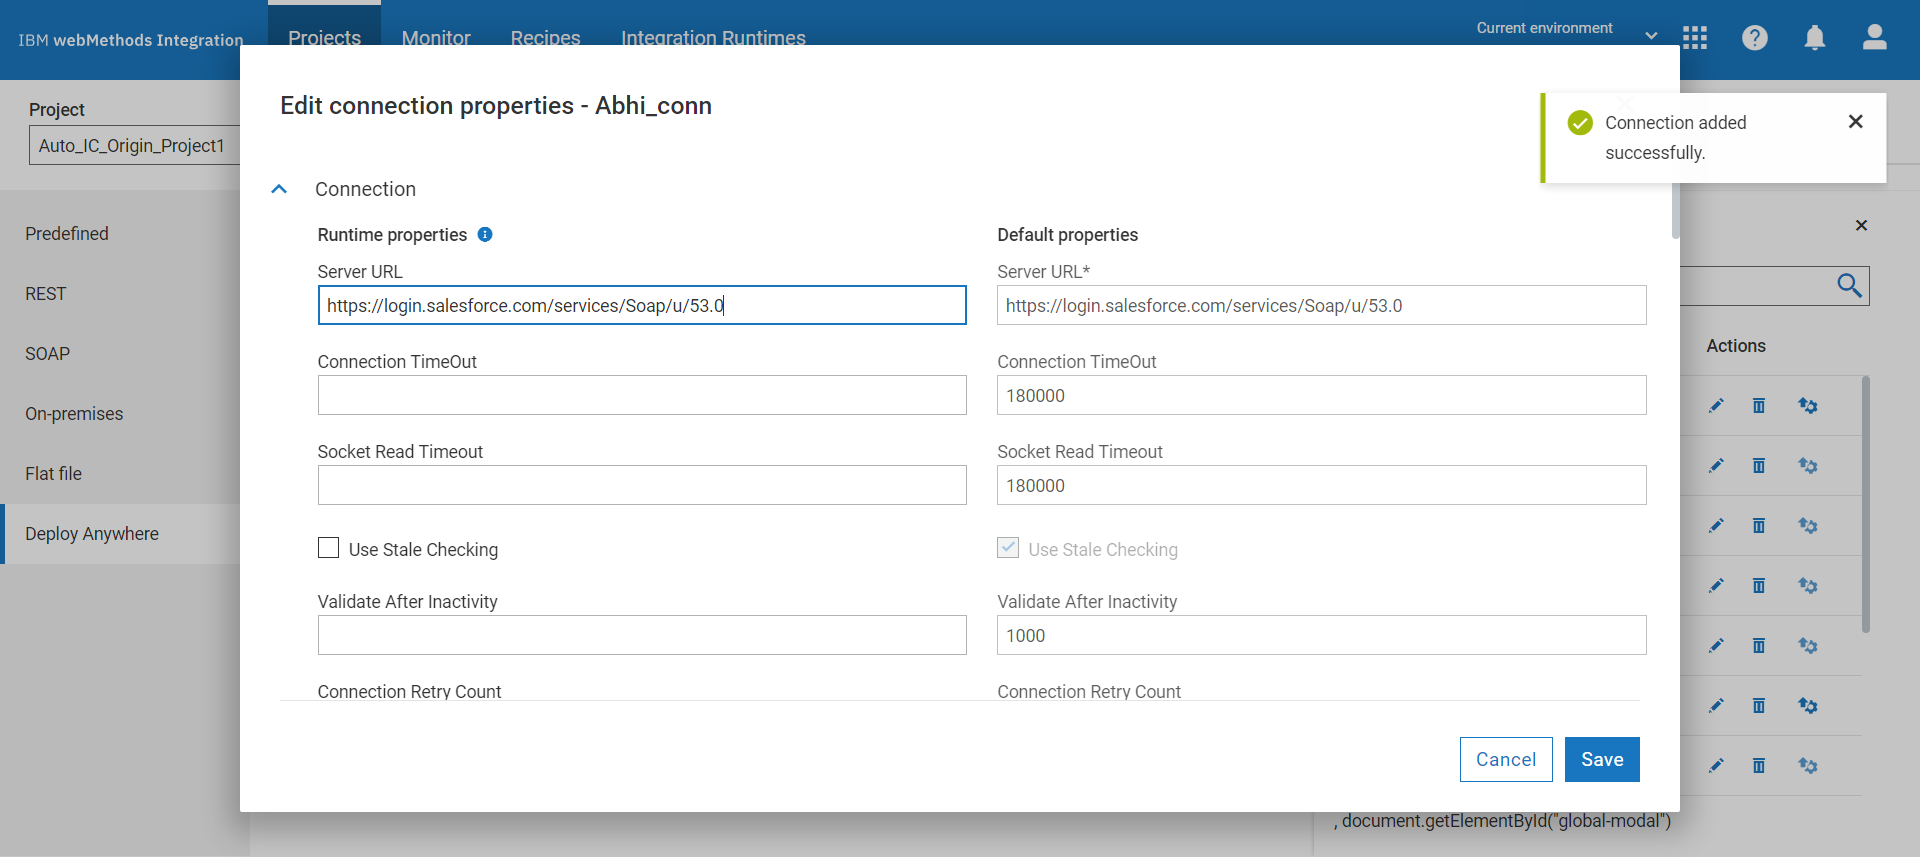 IBM webMethods Integration
Projects
Monitor
Recipes
Integration Runtimes
Current environment
Project
Auto_IC_Origin_Project1
Predefined
REST
SOAP
On-premises
Flat file
Deploy Anywhere
Edit connection properties - Abhi_conn
Connection added
successfully.
Connection
Runtime properties
Default properties
Server URL
Server URL*
https://login.salesforce.com/services/Soap/u/53.0
https://login.salesforce.com/services/Soap/u/53.0
Connection TimeOut
Connection TimeOut
180000
Socket Read Timeout
Socket Read Timeout
180000
Use Stale Checking
Use Stale Checking
Validate After Inactivity
Validate After Inactivity
1000
Connection Retry Count
Connection Retry Count
Cancel
Save
Actions
, document.getElementById("global-modal")